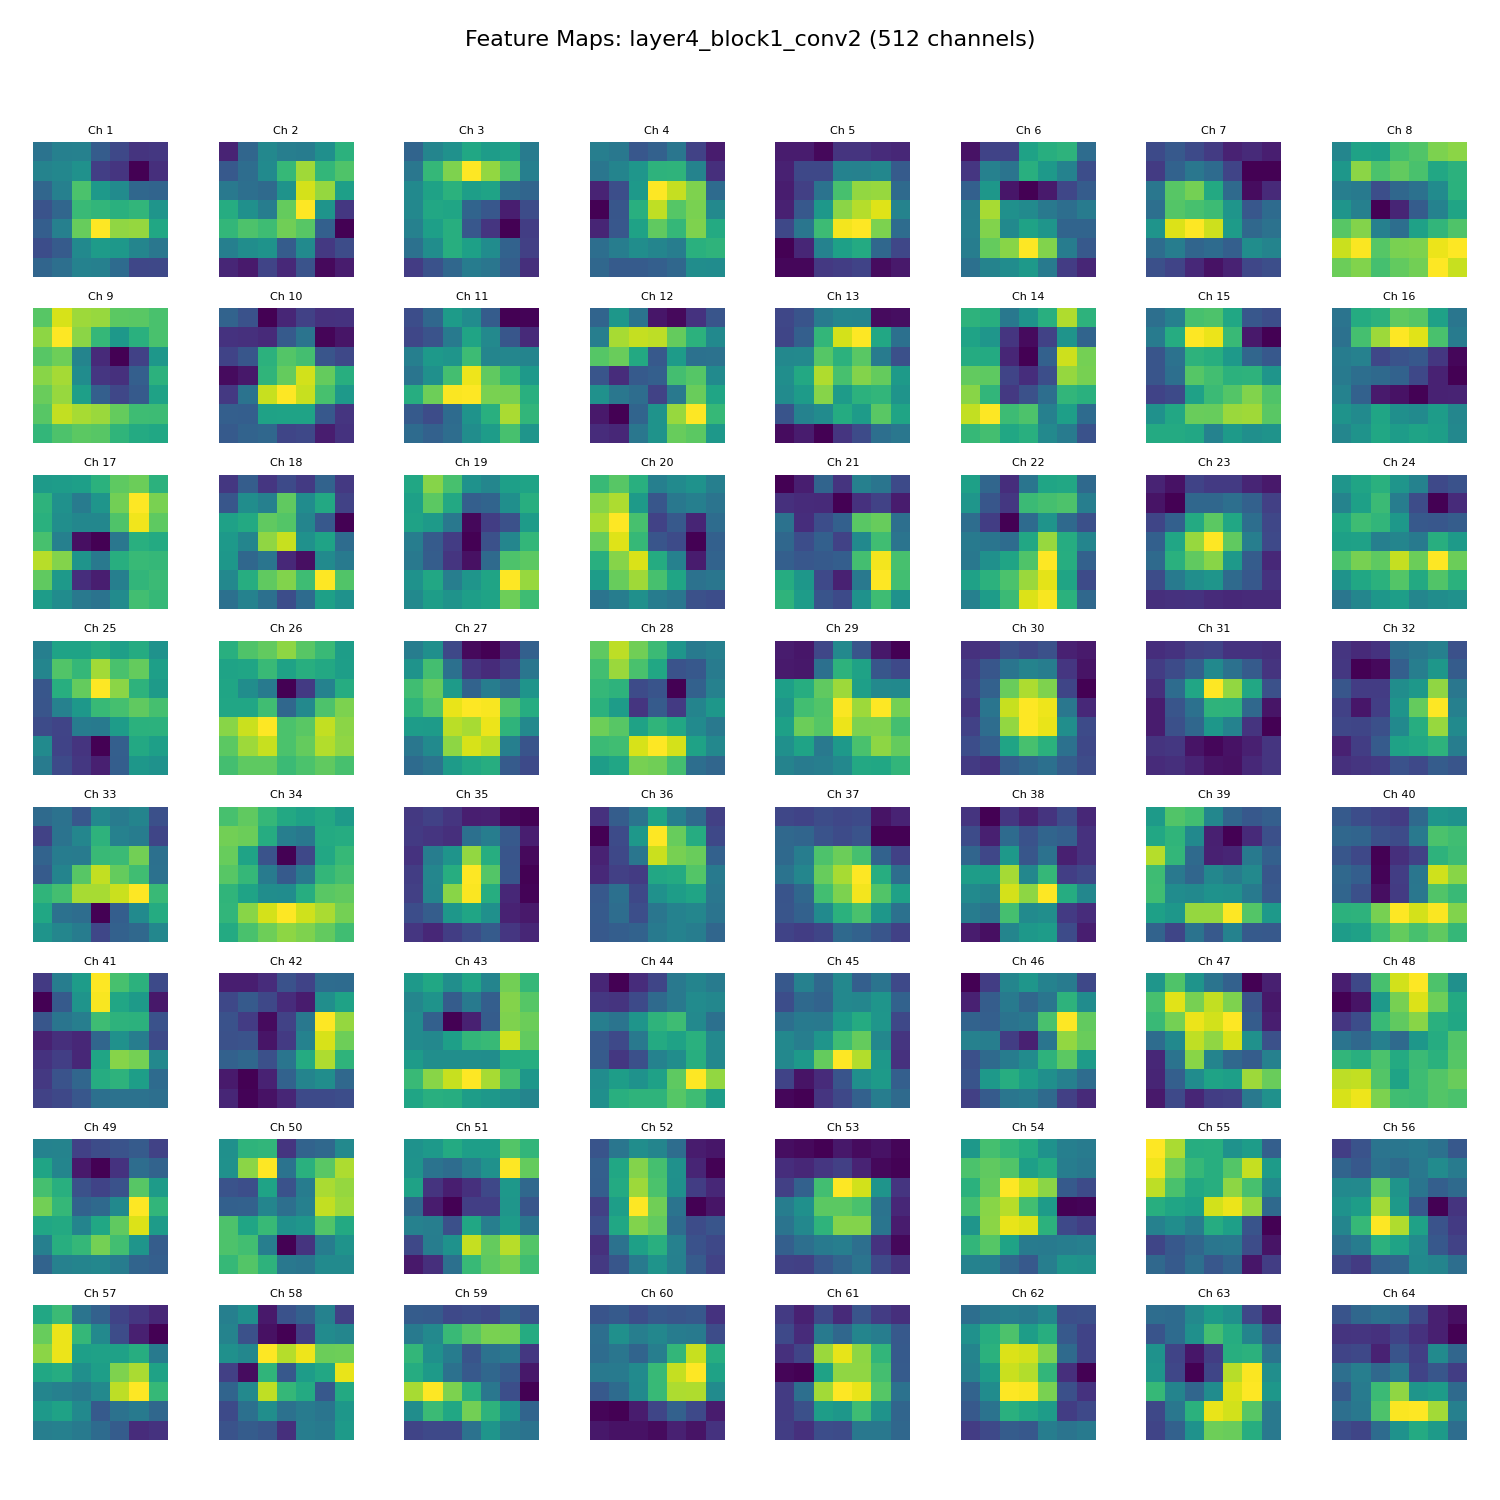 Feature Maps: layer4_block1_conv2 (512 channels)
Ch 1 Ch 2 Ch 3 Ch 4 Ch 5 Ch 6 Ch 7 Ch 8
Ch 9 Ch 10 Ch 11 Ch 12 Ch 13 Ch 14 Ch 15 Ch 16
Ch 17 Ch 18 Ch 19 Ch 20 Ch 21 Ch 22 Ch 23 Ch 24
Ch 25 Ch 26 Ch 27 Ch 28 Ch 29 Ch 30 Ch 31 Ch 32
Ch 33 Ch 34 Ch 35 Ch 36 Ch 37 Ch 38 Ch 39 Ch 40
Ch 41 Ch 42 Ch 43 Ch 44 Ch 45 Ch 46 Ch 47 Ch 48
Ch 49 Ch 50 Ch 51 Ch 52 Ch 53 Ch 54 Ch 55 Ch 56
Ch 57 Ch 58 Ch 59 Ch 60 Ch 61 Ch 62 Ch 63 Ch 64